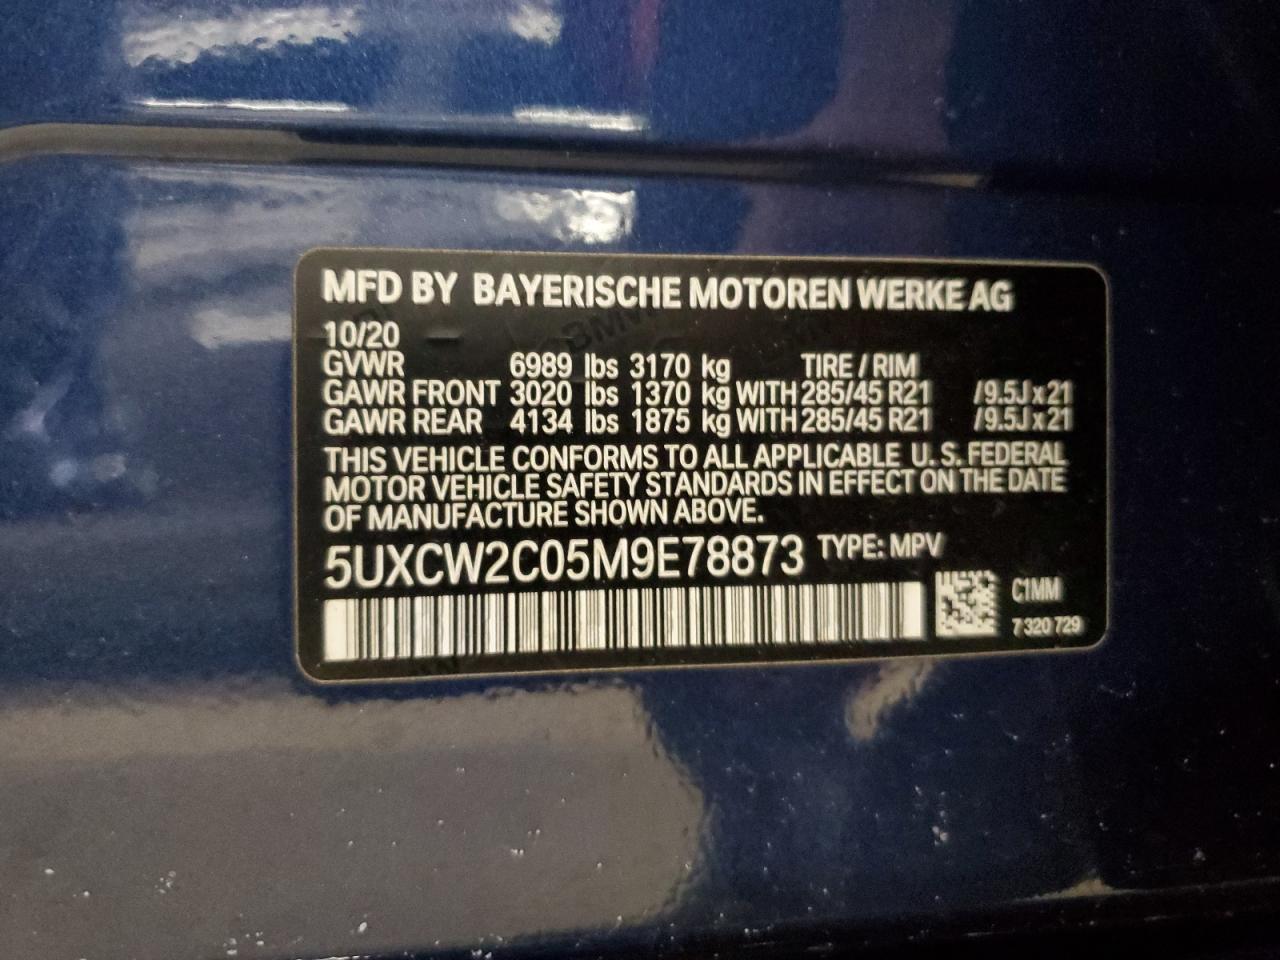 MFD BY BAYERISCHE MOTOREN WERKE AG
10/20
GVWR 6989 lbs 3170 kg TIRE / RIM
GAWR FRONT 3020 lbs 1370 kg WITH 285/45 R21 /9.5J x 21
GAWR REAR 4134 lbs 1875 kg WITH 285/45 R21 /9.5J x 21
THIS VEHICLE CONFORMS TO ALL APPLICABLE U. S. FEDERAL
MOTOR VEHICLE SAFETY STANDARDS IN EFFECT ON THE DATE
OF MANUFACTURE SHOWN ABOVE.
5UXCW2C05M9E78873 TYPE: MPV
C1MM
7 320 729